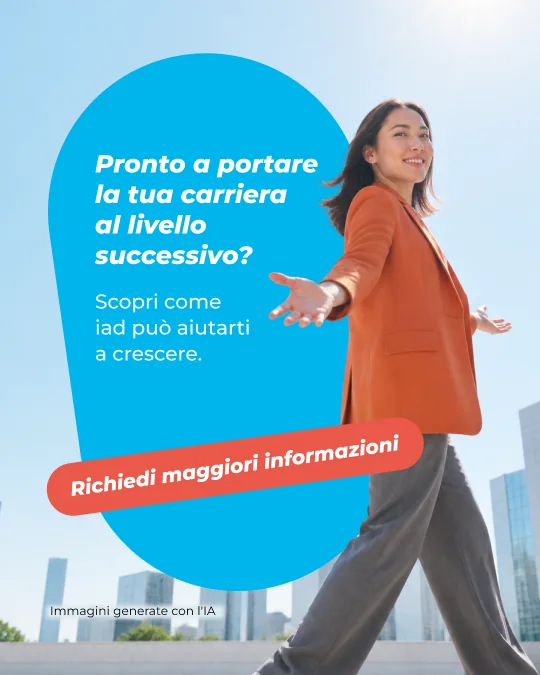 Pronto a portare
la tua carriera
al livello
successivo?
Scopri come
iad può aiutarti
a crescere.
Richiedi maggiori informazioni
Immagini generate con l'IA